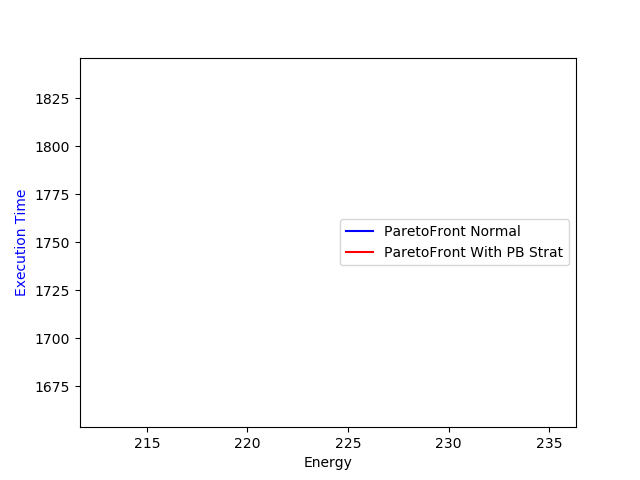 1825
1800
1775
1750
1725
1700
1675
Execution Time
ParetoFront Normal
ParetoFront With PB Strat
215 220 225 230 235
Energy